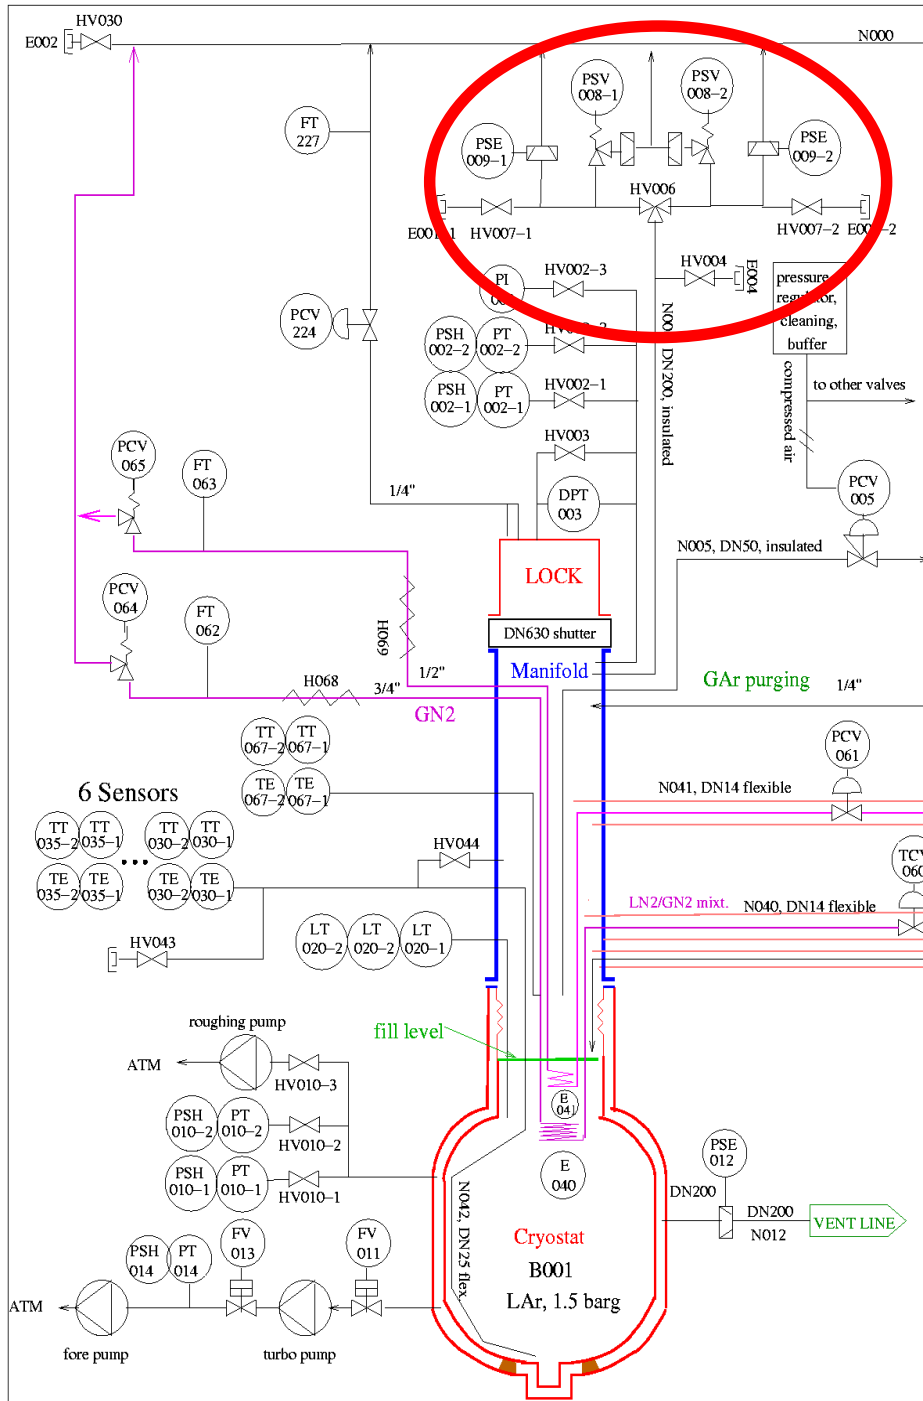 HV030
E002
N000
PSV
008-1
PSV
008-2
FT
227
PSE
009-1
PSE
009-2
HV006
HV007-1
HV007-2
HV004
E004
HV002-3
PI
pressure
regulator,
cleaning,
buffer
PCV
224
PSH
002-2
PT
002-2
PSH
002-1
PT
002-1
HV002-1
DN200, insulated
compressed air
to other valves
HV003
DPT
003
PCV
065
FT
063
1/4"
PCV
005
N005, DN50, insulated
LOCK
DN630 shutter
PCV
064
FT
062
H069
H068
1/2"
3/4"
GN2
Manifold
GAr purging
1/4"
TT
067-2
TT
067-1
TE
067-2
TE
067-1
PCV
061
N041, DN14 flexible
6 Sensors
TT
035-2
TT
035-1
TT
030-2
TT
030-1
TE
035-2
TE
035-1
TE
030-2
TE
030-1
HV044
TCV
060
LN2/GN2 mixt.
N040, DN14 flexible
LT
020-2
LT
020-2
LT
020-1
HV043
roughing pump
fill level
ATM
HV010-3
PSH
010-2
PT
010-2
HV010-2
PSH
010-1
PT
010-1
HV010-1
E
041
E
040
PSE
012
DN200
DN200
N012
VENT LINE
N042, DN25 flex.
Cryostat
B001
LAr, 1.5 barg
FV
013
FV
011
PSH
014
PT
014
ATM
fore pump
turbo pump